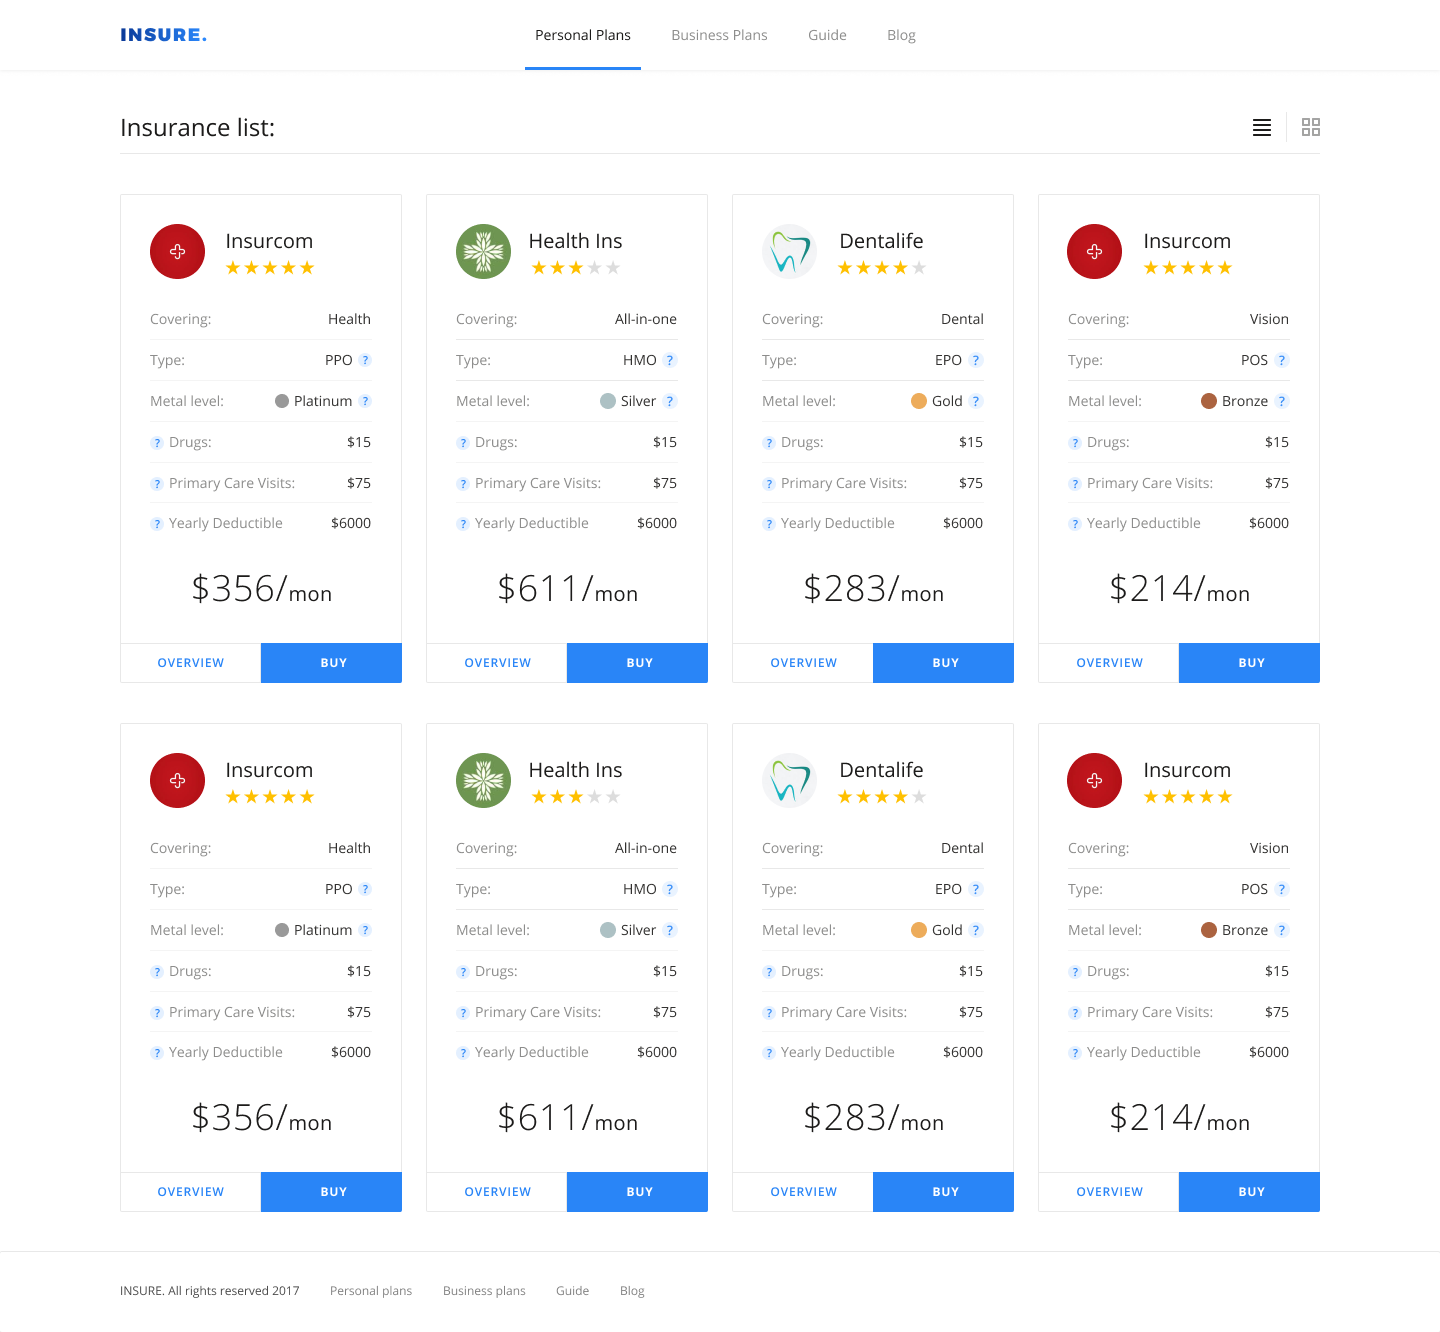 INSURE.
Personal Plans
Business Plans
Guide
Blog
Insurance list:
Insurcom
Covering: Health
Type: PPO ?
Metal level: Platinum ?
? Drugs: $15
? Primary Care Visits: $75
? Yearly Deductible $6000
$356/mon
OVERVIEW BUY
Health Ins
Covering: All-in-one
Type: HMO ?
Metal level: Silver ?
? Drugs: $15
? Primary Care Visits: $75
? Yearly Deductible $6000
$611/mon
OVERVIEW BUY
Dentalife
Covering: Dental
Type: EPO ?
Metal level: Gold ?
? Drugs: $15
? Primary Care Visits: $75
? Yearly Deductible $6000
$283/mon
OVERVIEW BUY
Insurcom
Covering: Vision
Type: POS ?
Metal level: Bronze ?
? Drugs: $15
? Primary Care Visits: $75
? Yearly Deductible $6000
$214/mon
OVERVIEW BUY
Insurcom
Covering: Health
Type: PPO ?
Metal level: Platinum ?
? Drugs: $15
? Primary Care Visits: $75
? Yearly Deductible $6000
$356/mon
OVERVIEW BUY
Health Ins
Covering: All-in-one
Type: HMO ?
Metal level: Silver ?
? Drugs: $15
? Primary Care Visits: $75
? Yearly Deductible $6000
$611/mon
OVERVIEW BUY
Dentalife
Covering: Dental
Type: EPO ?
Metal level: Gold ?
? Drugs: $15
? Primary Care Visits: $75
? Yearly Deductible $6000
$283/mon
OVERVIEW BUY
Insurcom
Covering: Vision
Type: POS ?
Metal level: Bronze ?
? Drugs: $15
? Primary Care Visits: $75
? Yearly Deductible $6000
$214/mon
OVERVIEW BUY
INSURE. All rights reserved 2017
Personal plans
Business plans
Guide
Blog